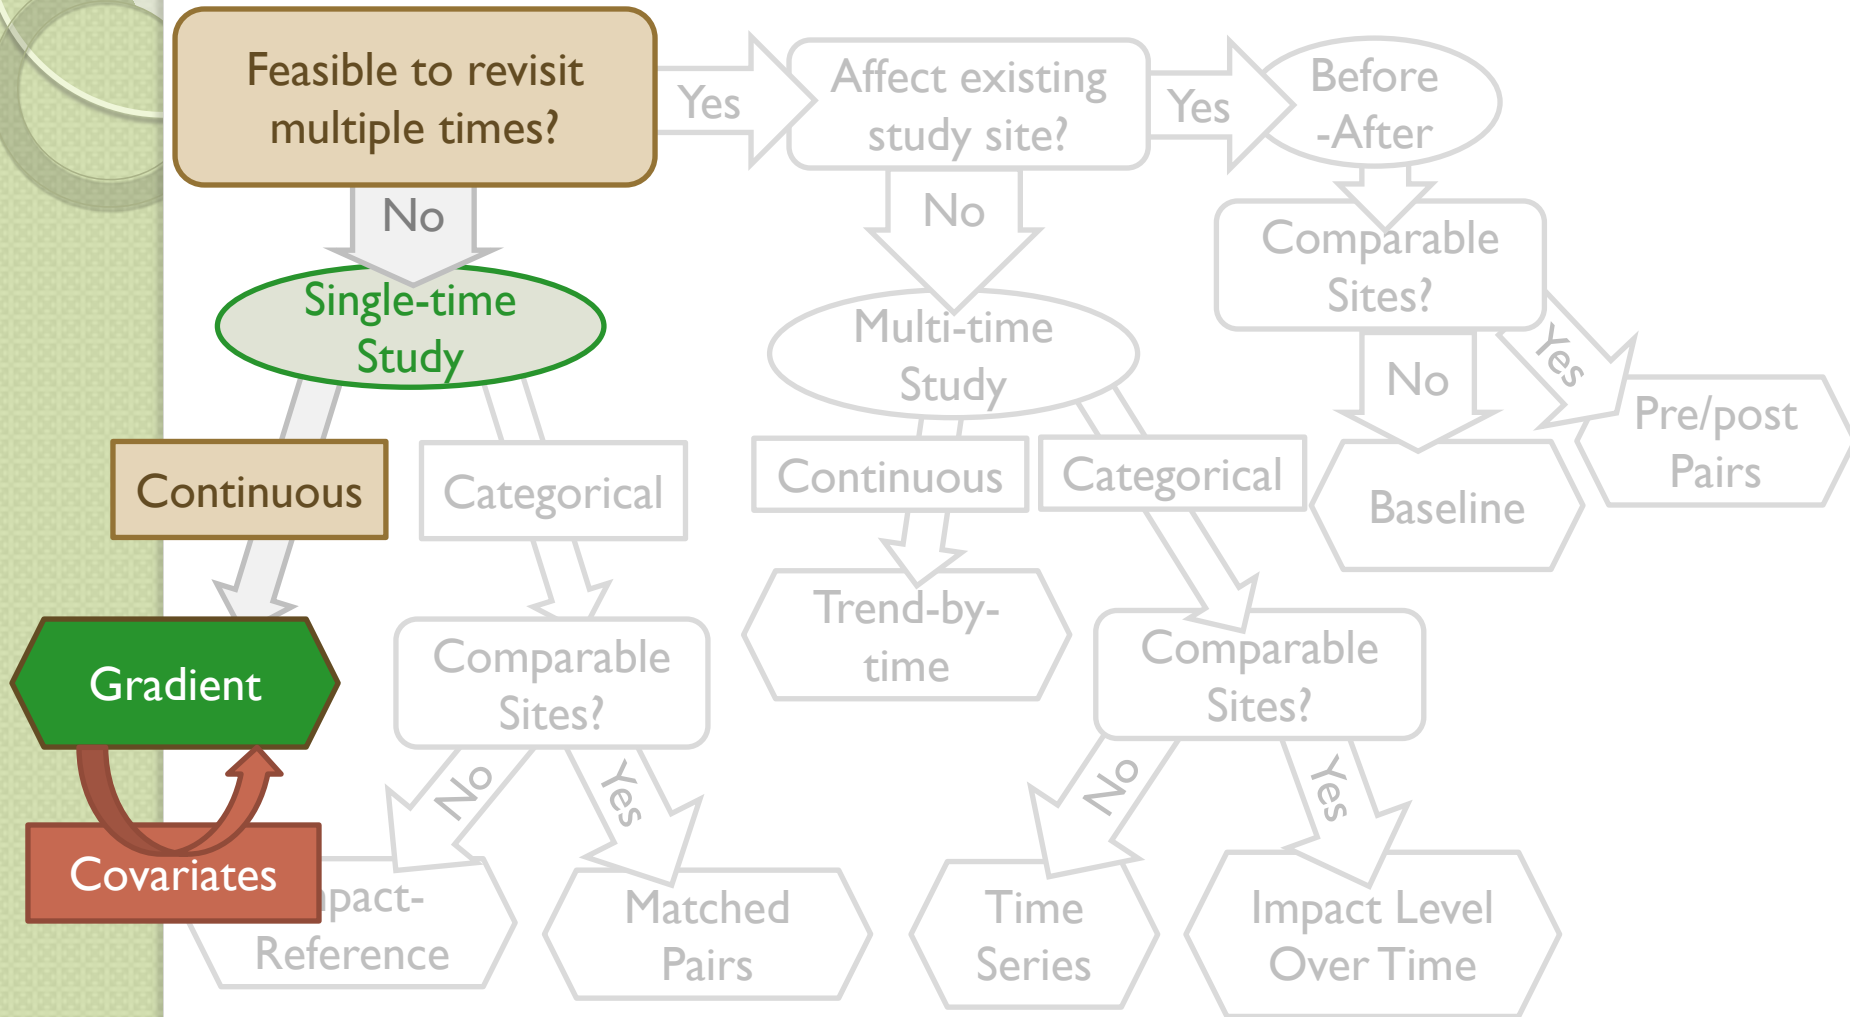 Feasible to revisit
multiple times?
Yes
Affect existing
study site?
Yes
Before
-After
No
No
Comparable
Sites?
Single-time
Study
Multi-time
Study
No
Yes
Pre/post
Pairs
Continuous
Categorical
Continuous
Categorical
Baseline
Gradient
Comparable
Sites?
Trend-by-
time
Comparable
Sites?
No
Yes
No
Yes
Covariates
pact-
Reference
Matched
Pairs
Time
Series
Impact Level
Over Time